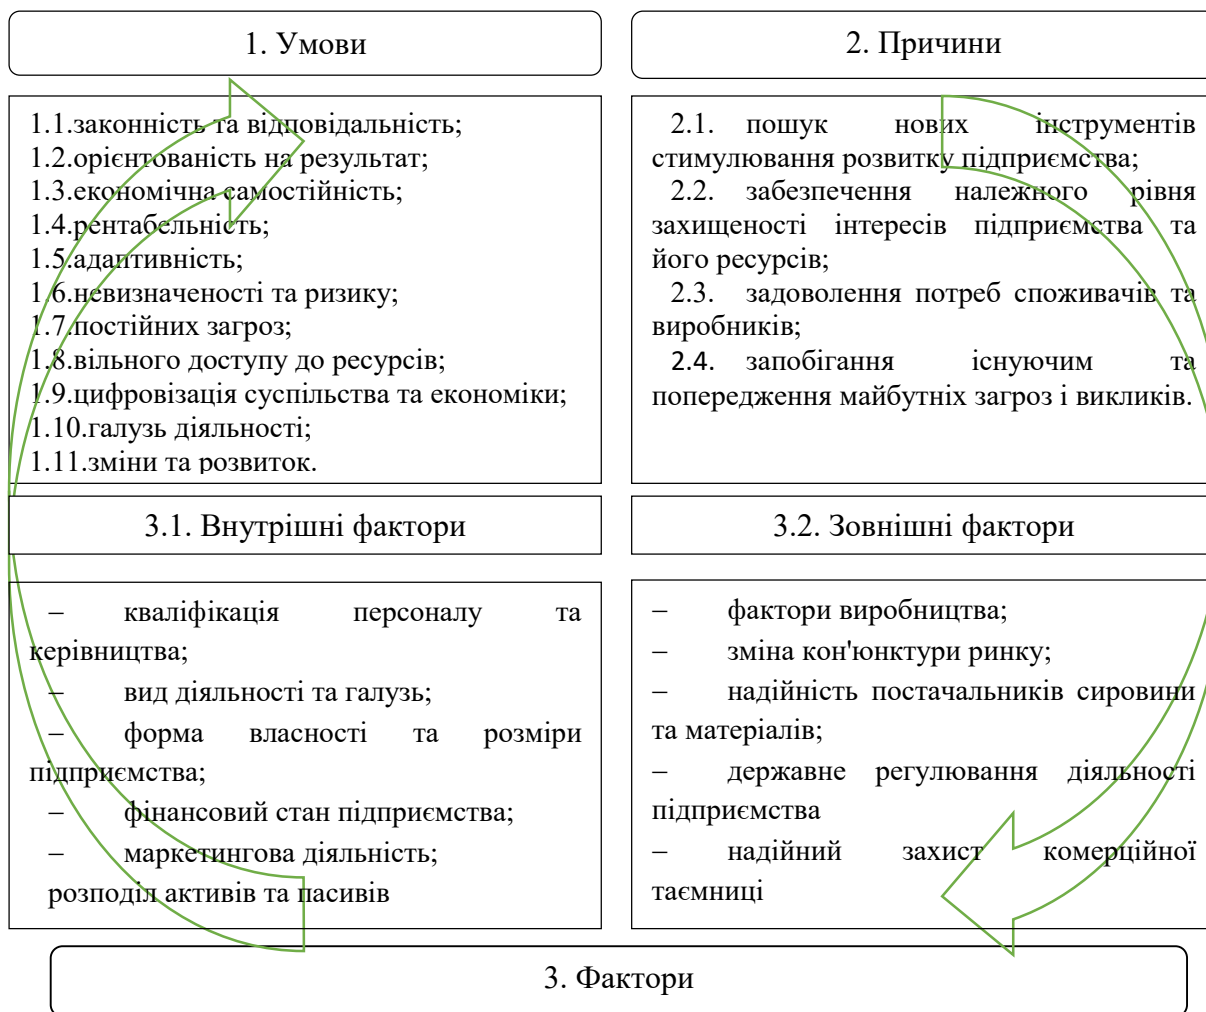 1. Умови
2. Причини
1.1.законність та відповідальність;
1.2.орієнтованість на результат;
1.3.економічна самостійність;
1.4.рентабельність;
1.5.адаптивність;
1.6.невизначеності та ризику;
1.7.постійних загроз;
1.8.вільного доступу до ресурсів;
1.9.цифровізація суспільства та економіки;
1.10.галузь діяльності;
1.11.зміни та розвиток.
2.1. пошук нових інструментів
стимулювання розвитку підприємства;
2.2. забезпечення належного рівня
захищеності інтересів підприємства та
його ресурсів;
2.3. задоволення потреб споживачів та
виробників;
2.4. запобігання існуючим та
попередження майбутніх загроз і викликів.
3.1. Внутрішні фактори
3.2. Зовнішні фактори
– кваліфікація персоналу та
керівництва;
– вид діяльності та галузь;
– форма власності та розміри
підприємства;
– фінансовий стан підприємства;
– маркетингова діяльність;
розподіл активів та пасивів
– фактори виробництва;
– зміна кон'юнктури ринку;
– надійність постачальників сировини
та матеріалів;
– державне регулювання діяльності
підприємства
– надійний захист комерційної
таємниці
3. Фактори